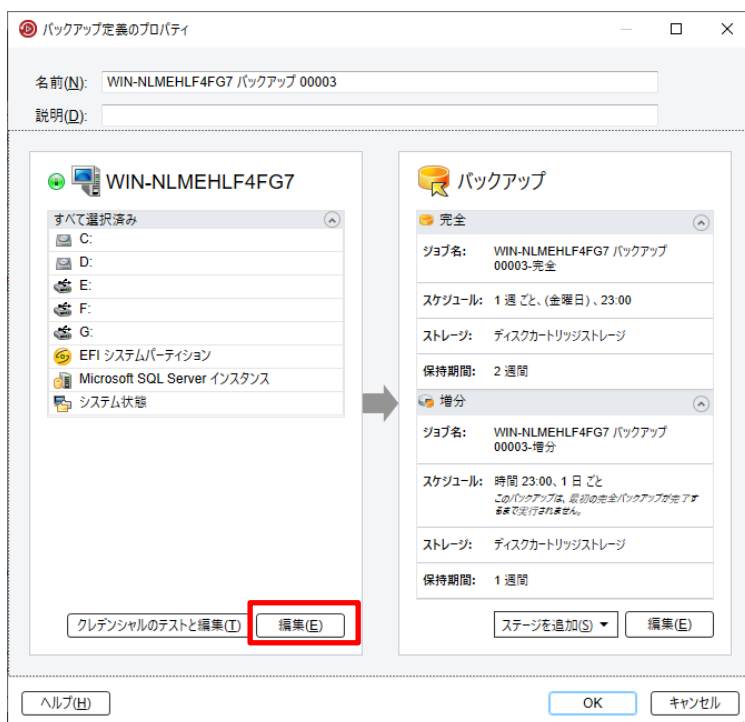 バックアップ定義のプロパティ
名前(N): WIN-NLMEHLF4FG7 バックアップ 00003
説明(D):
WIN-NLMEHLF4FG7
すべて選択済み
C:
D:
E:
F:
G:
EFI システムパーティション
Microsoft SQL Server インスタンス
システム状態
クレデンシャルのテストと編集(T)
編集(E)
バックアップ
完全
ジョブ名: WIN-NLMEHLF4FG7 バックアップ
00003-完全
スケジュール: 1 週 ごと、(金曜日) 、23:00
ストレージ: ディスクカートリッジストレージ
保持期間: 2 週間
増分
ジョブ名: WIN-NLMEHLF4FG7 バックアップ
00003-増分
スケジュール: 時間 23:00、1 日 ごと
このバックアップは、最初の完全バックアップが完了す
るまで実行されません。
ストレージ: ディスクカートリッジストレージ
保持期間: 1 週間
ステージを追加(S)
編集(E)
ヘルプ(H)
OK
キャンセル